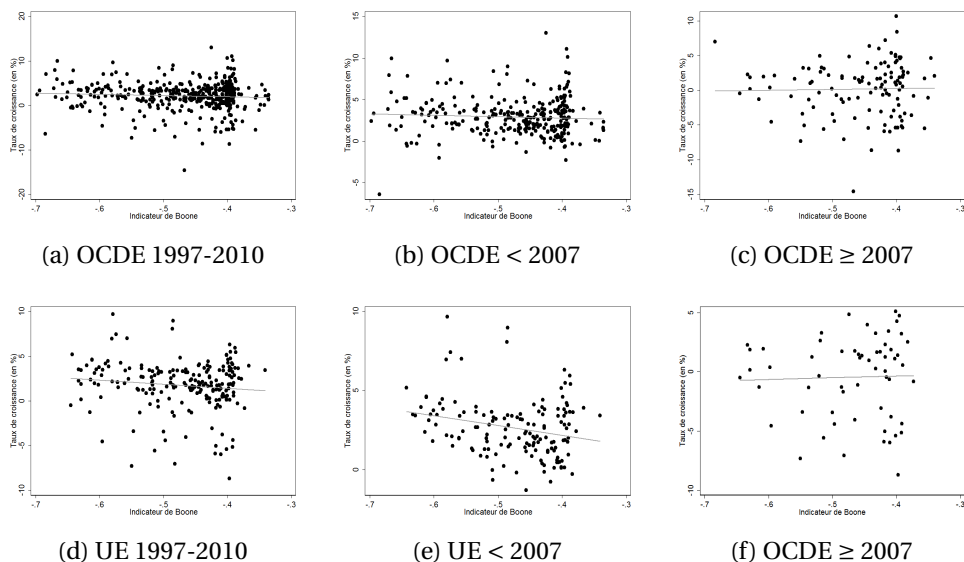 20
10
0
-10
-20
Taux de croissance (en %)
-.7 -.6 -.5 -.4 -.3
Indicateur de Boone
(a) OCDE 1997-2010
15
10
5
0
-5
Taux de croissance (en %)
-.7 -.6 -.5 -.4 -.3
Indicateur de Boone
(b) OCDE < 2007
10
5
0
-5
-10
-15
Taux de croissance (en %)
-.7 -.6 -.5 -.4 -.3
Indicateur de Boone
(c) OCDE ≥ 2007
10
5
0
-5
-10
Taux de croissance (en %)
-.7 -.6 -.5 -.4 -.3
Indicateur de Boone
(d) UE 1997-2010
10
5
0
Taux de croissance (en %)
-.7 -.6 -.5 -.4 -.3
Indicateur de Boone
(e) UE < 2007
5
0
-5
-10
Taux de croissance (en %)
-.7 -.6 -.5 -.4 -.3
Indicateur de Boone
(f) OCDE ≥ 2007